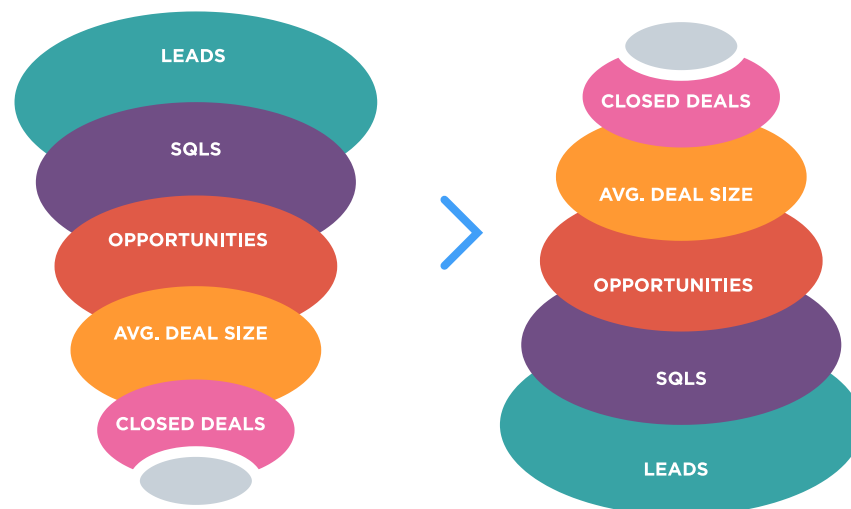 LEADS
SQLS
OPPORTUNITIES
AVG. DEAL SIZE
CLOSED DEALS
CLOSED DEALS
AVG. DEAL SIZE
OPPORTUNITIES
SQLS
LEADS